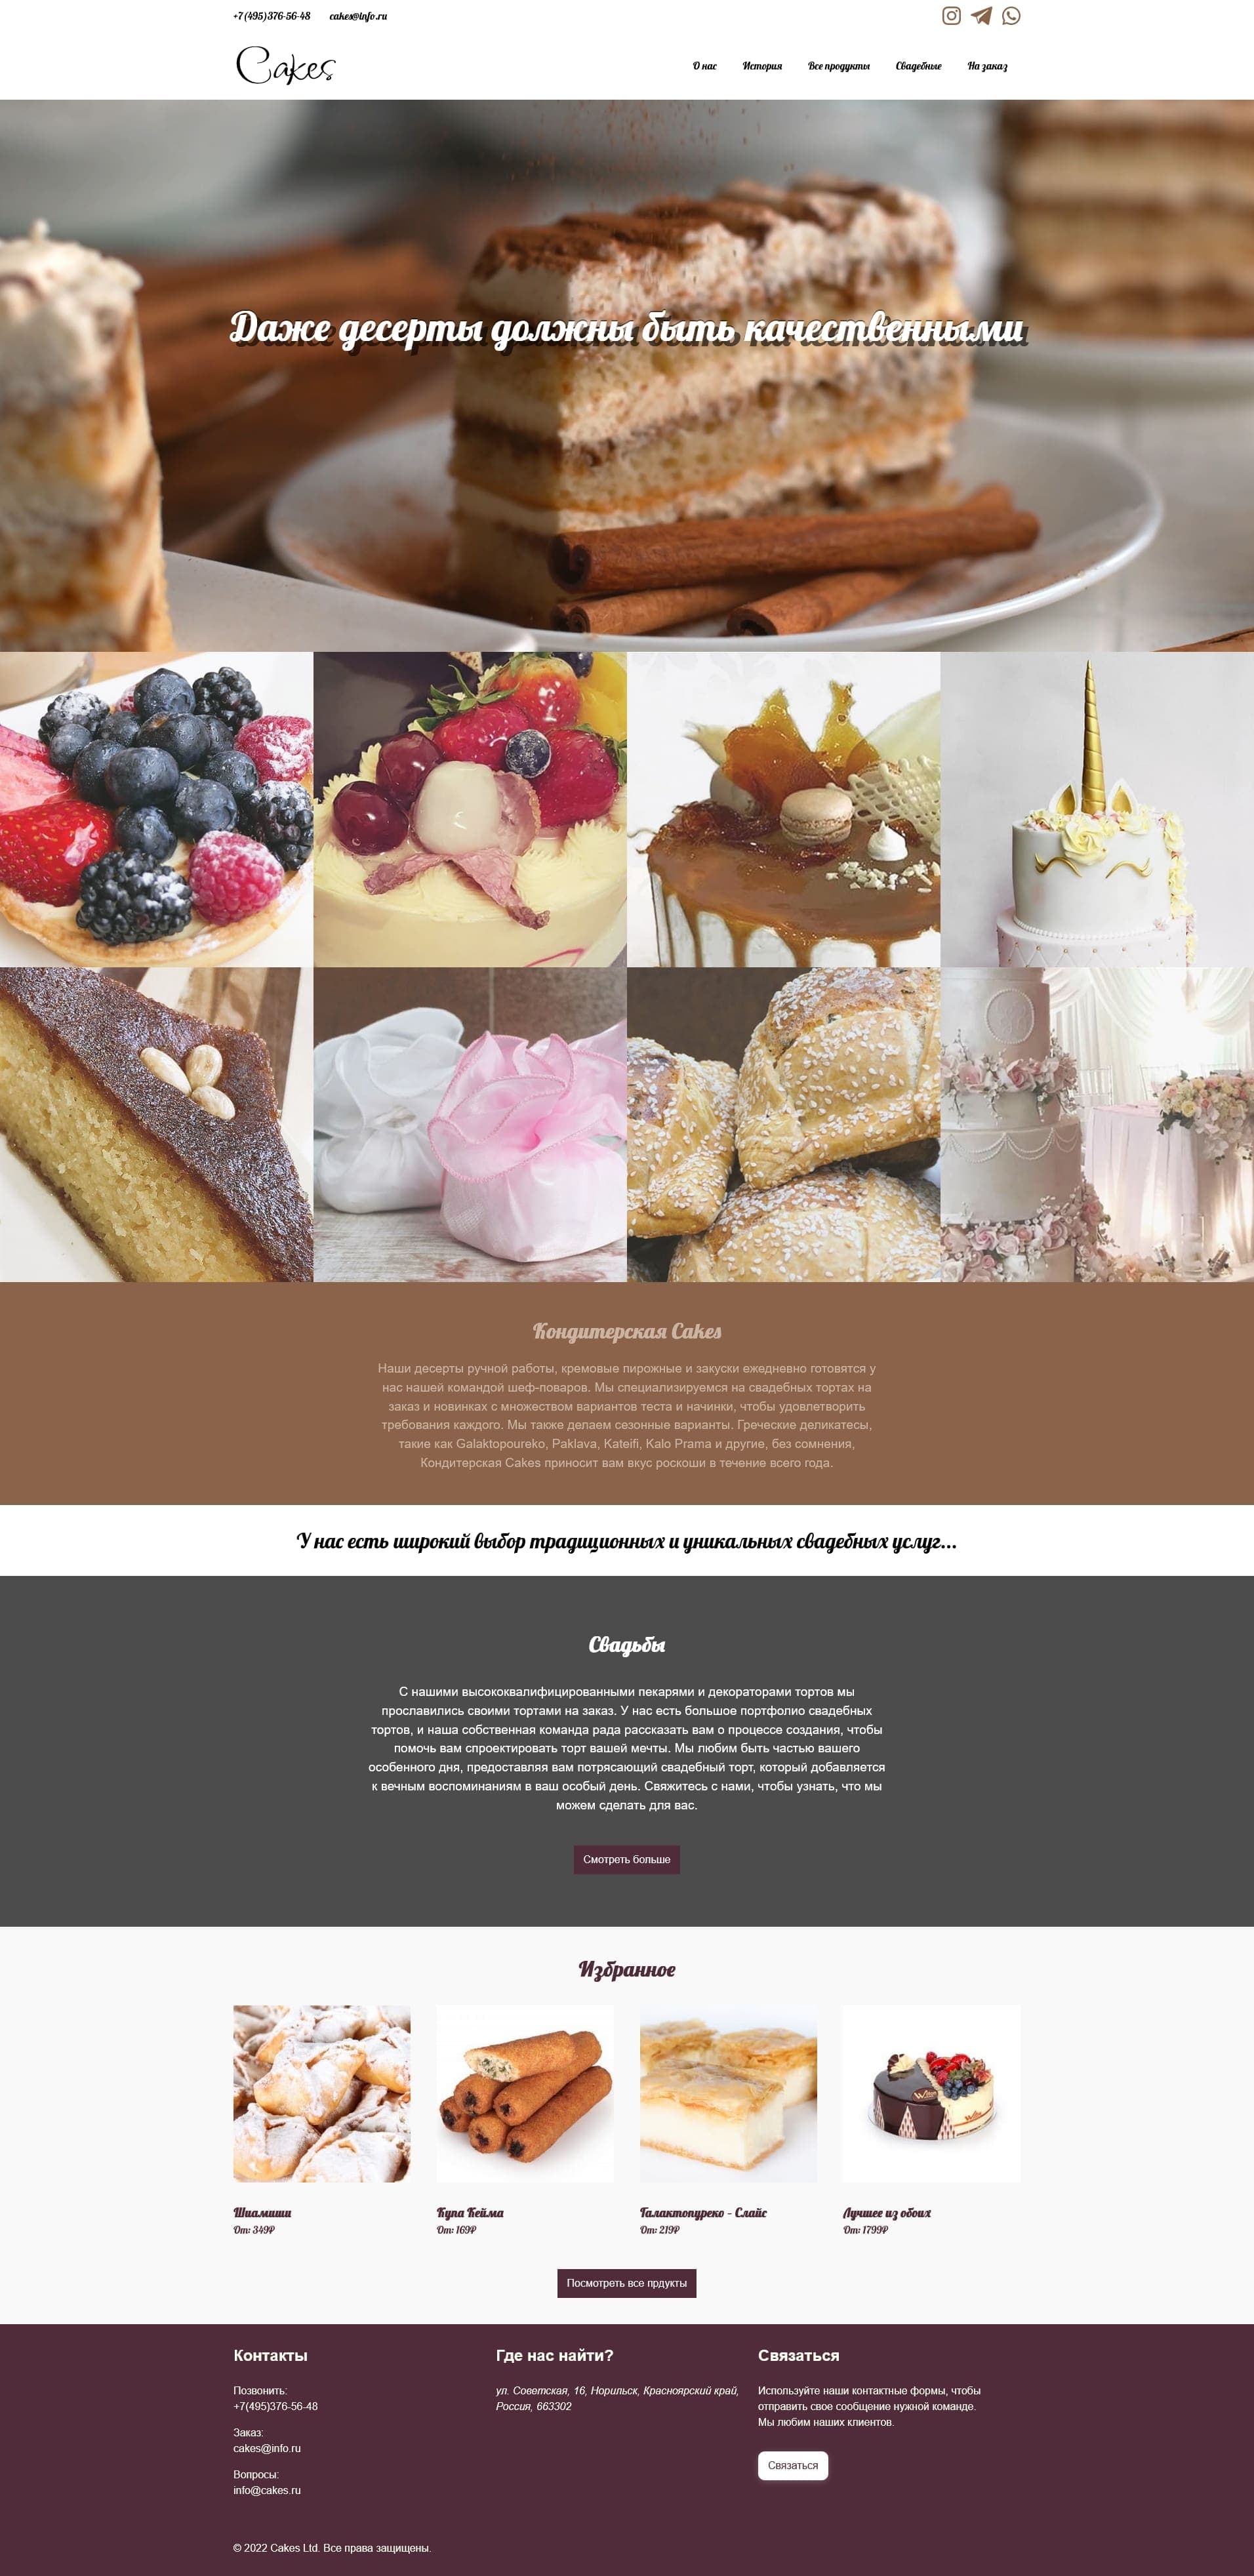 +7(495)376-56-48 cakes@info.ru
Cakes
О нас История Все продукты Свадебные На заказ
Даже десерты должны быть качественными
Кондитерская Cakes
Наши десерты ручной работы, кремовые пирожные и закуски ежедневно готовятся у
нас нашей командой шеф-поваров. Мы специализируемся на свадебных тортах на
заказ и новинках с множеством вариантов теста и начинки, чтобы удовлетворить
требования каждого. Мы также делаем сезонные варианты. Греческие деликатесы,
такие как Galaktopoureko, Paklava, Kateifi, Kalo Prama и другие, без сомнения,
Кондитерская Cakes приносит вам вкус роскоши в течение всего года.
У нас есть широкий выбор традиционных и уникальных свадебных услуг...
Свадьбы
С нашими высококвалифицированными пекарями и декораторами тортов мы
прославились своими тортами на заказ. У нас есть большое портфолио свадебных
тортов, и наша собственная команда рада рассказать вам о процессе создания, чтобы
помочь вам спроектировать торт вашей мечты. Мы любим быть частью вашего
особенного дня, предоставляя вам потрясающий свадебный торт, который добавляется
к вечным воспоминаниям в ваш особый день. Свяжитесь с нами, чтобы узнать, что мы
можем сделать для вас.
Смотреть больше
Избранное
Шиамиши
От: 349₽
Купа Кейма
От: 169₽
Галактопуреко - Слайс
От: 219₽
Лучшее из обоих
От: 1799₽
Посмотреть все прдукты
Контакты
Позвонить:
+7(495)376-56-48
Заказ:
cakes@info.ru
Вопросы:
info@cakes.ru
Где нас найти?
ул. Советская, 16, Норильск, Красноярский край,
Россия, 663302
Связаться
Используйте наши контактные формы, чтобы
отправить свое сообщение нужной команде.
Мы любим наших клиентов.
Связаться
© 2022 Cakes Ltd. Все права защищены.